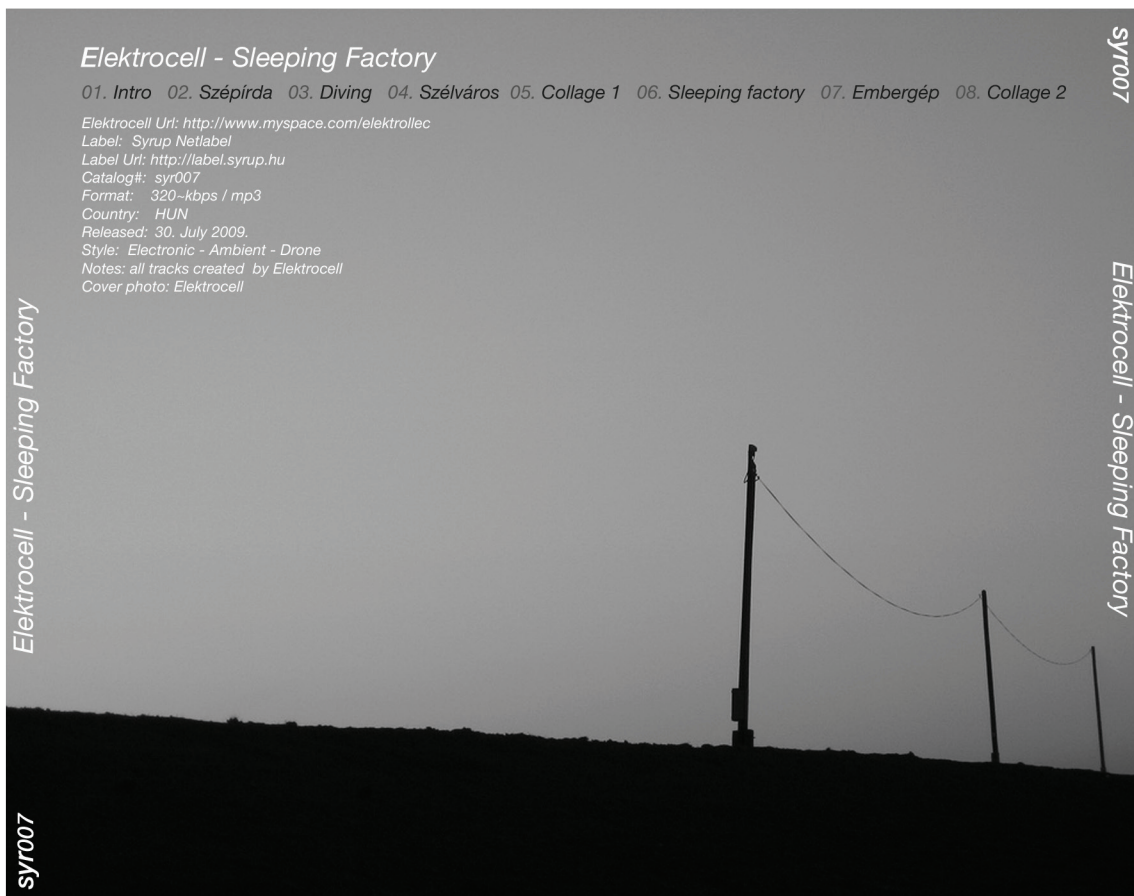 Elektrocell - Sleeping Factory
01. Intro 02. Szépírda 03. Diving 04. Szélváros 05. Collage 1 06. Sleeping factory 07. Embergép 08. Collage 2
Elektrocell Url: http://www.myspace.com/elektrollec
Label: Syrup Netlabel
Label Url: http://label.syrup.hu
Catalog#: syr007
Format: 320~kbps / mp3
Country: HUN
Released: 30. July 2009.
Style: Electronic - Ambient - Drone
Notes: all tracks created by Elektrocell
Cover photo: Elektrocell
Elektrocell - Sleeping Factory
syr007
syr007
Elektrocell - Sleeping Factory